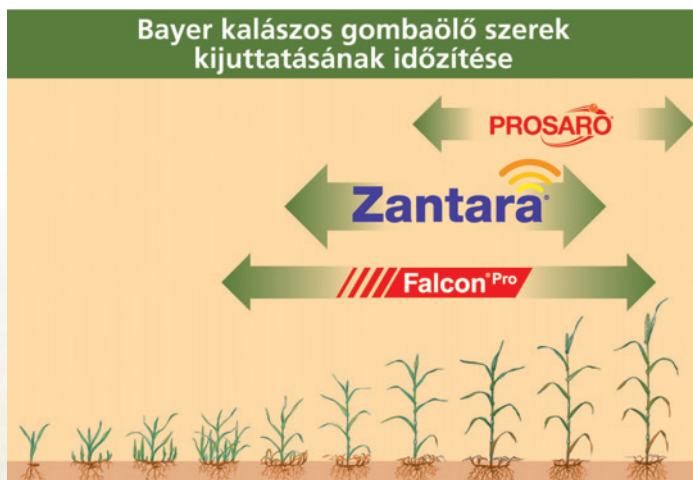 Bayer kalászos gombaölő szerek
kijuttatásának időzítése
PROSARO®
Zantara®
Falcon® Pro